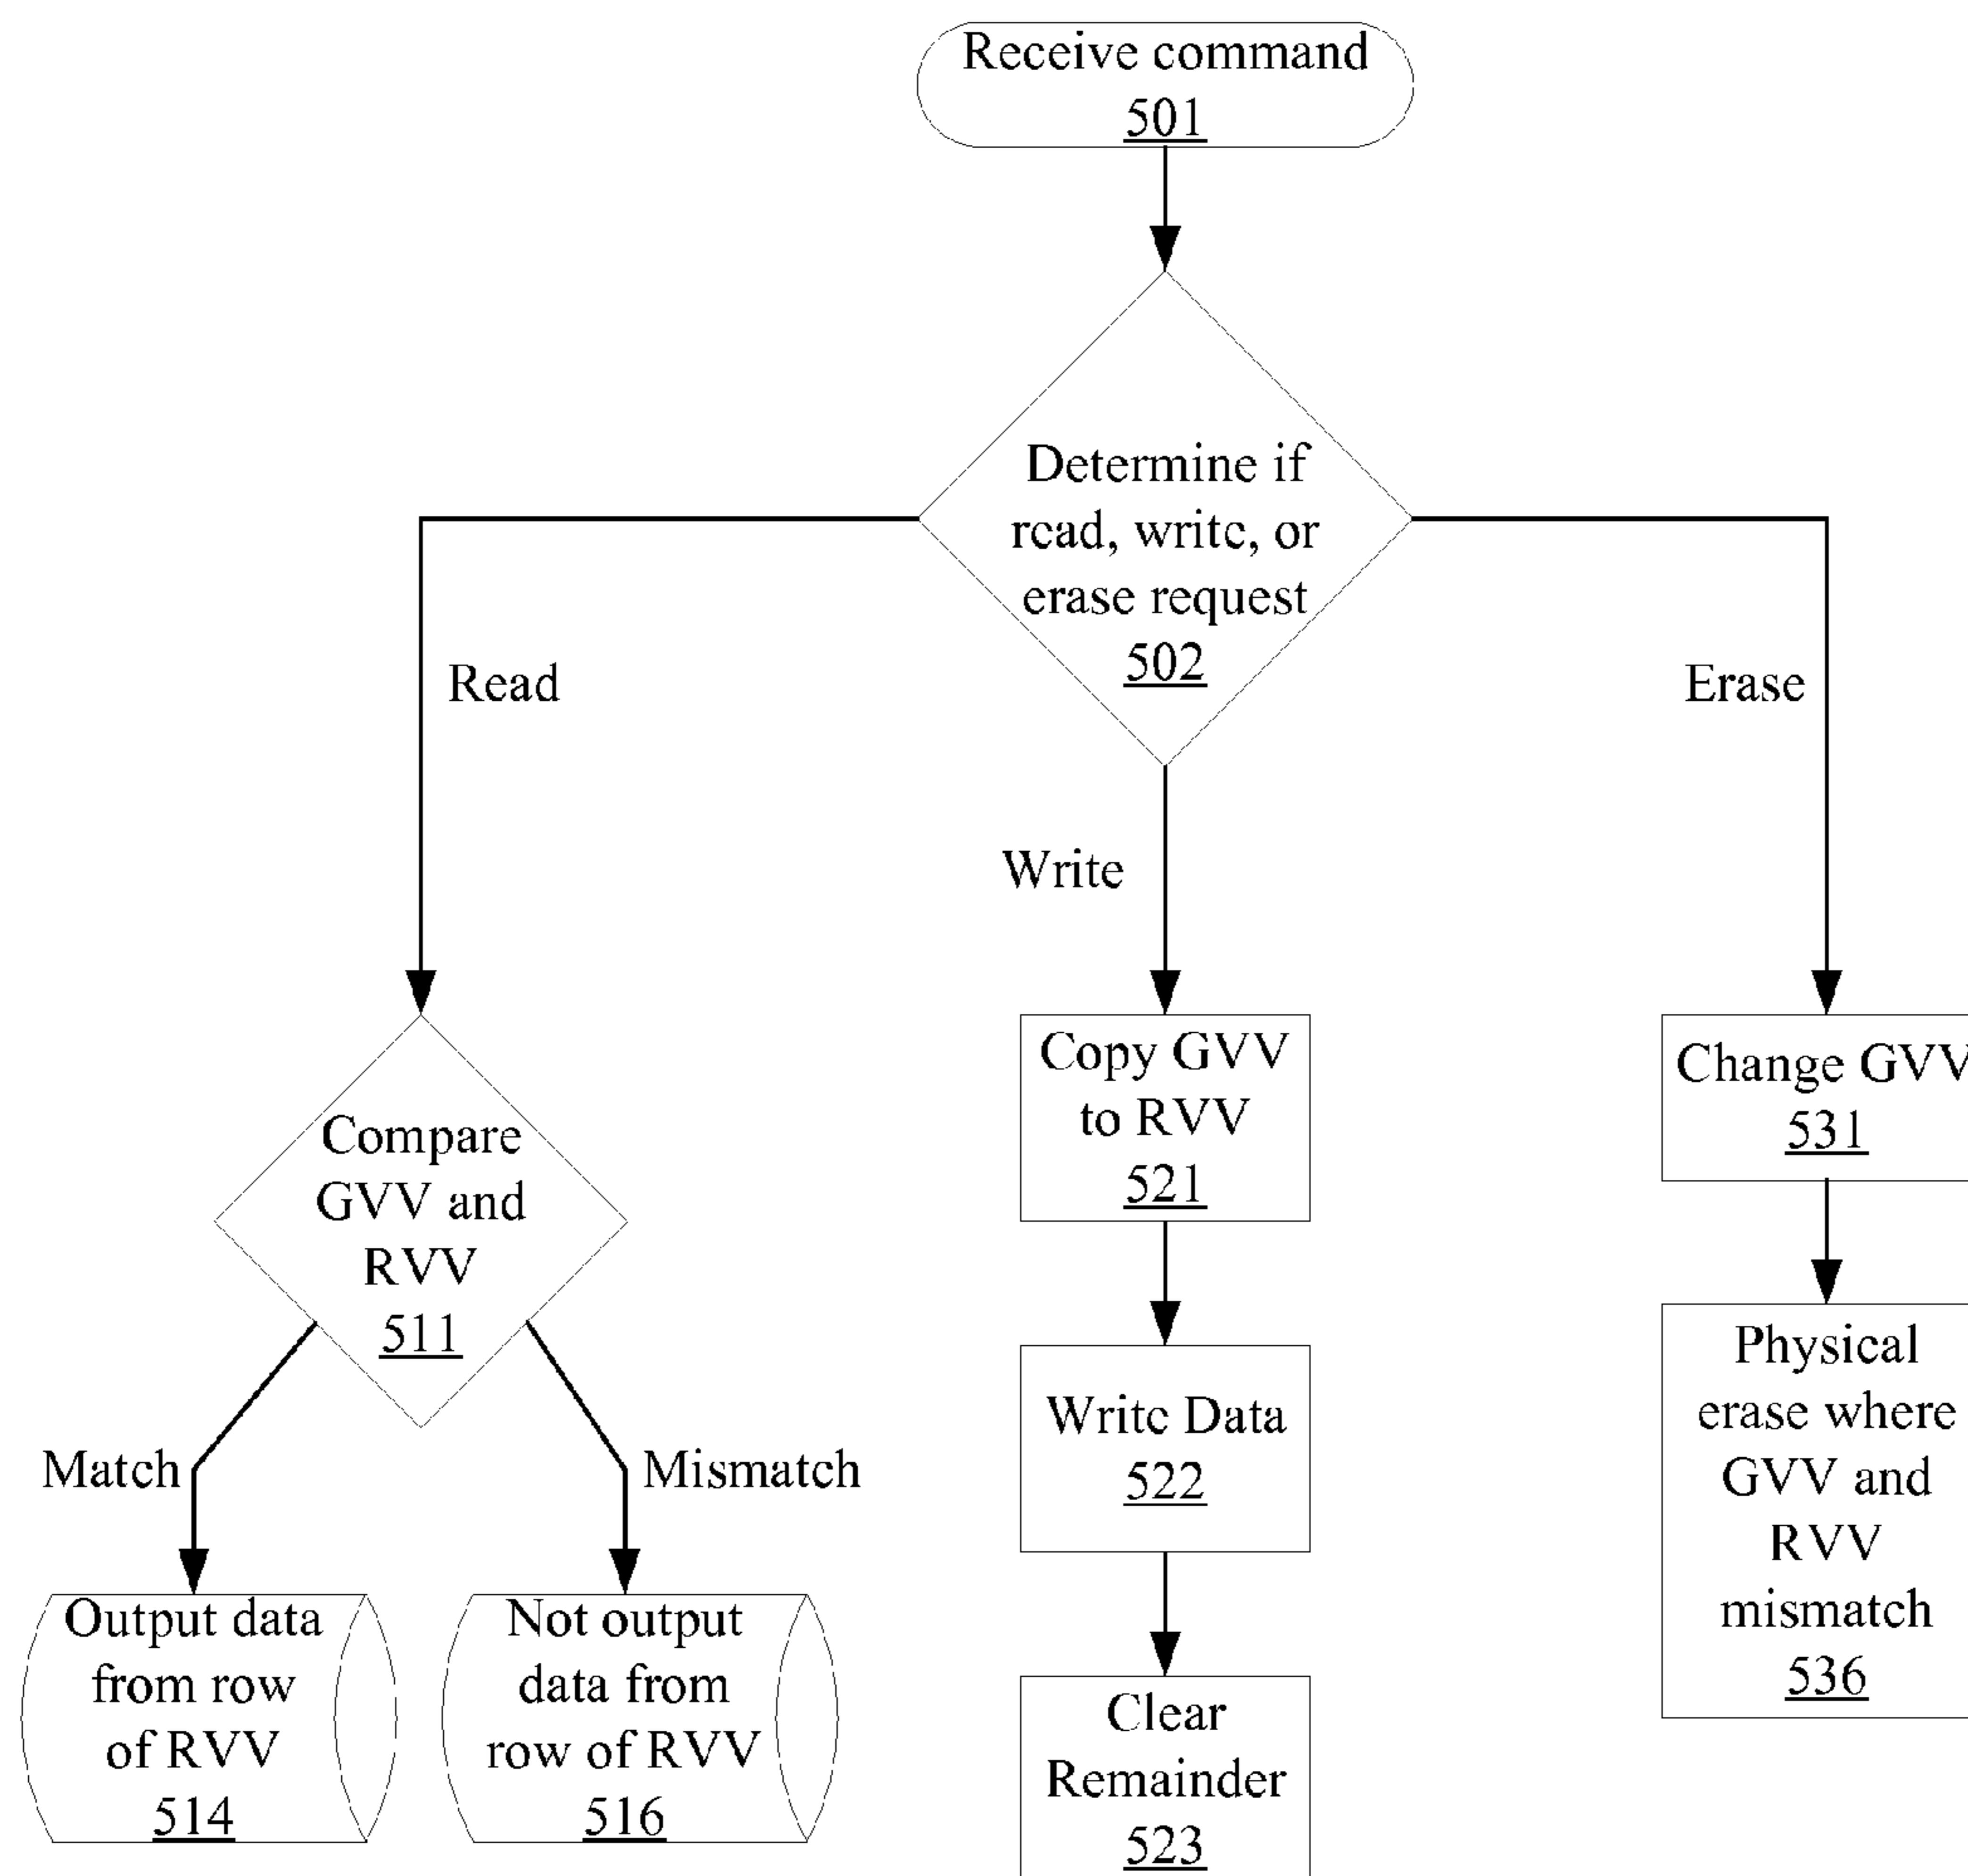 Receive command
501
Determine if
read, write, or
erase request
502
Read
Write
Erase
Compare
GVV and
RVV
511
Match
Mismatch
Output data
from row
of RVV
514
Not output
data from
row of RVV
516
Copy GVV
to RVV
521
Write Data
522
Clear
Remainder
523
Change GVV
531
Physical
erase where
GVV and
RVV
mismatch
536